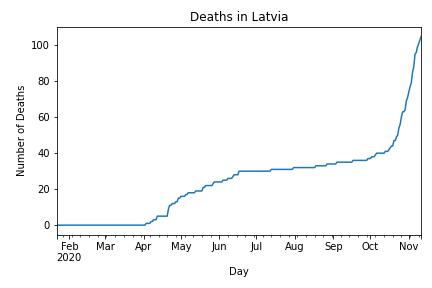 Deaths in Latvia
Number of Deaths
100
80
60
40
20
0
Feb Mar Apr May Jun Jul Aug Sep Oct Nov
2020
Day